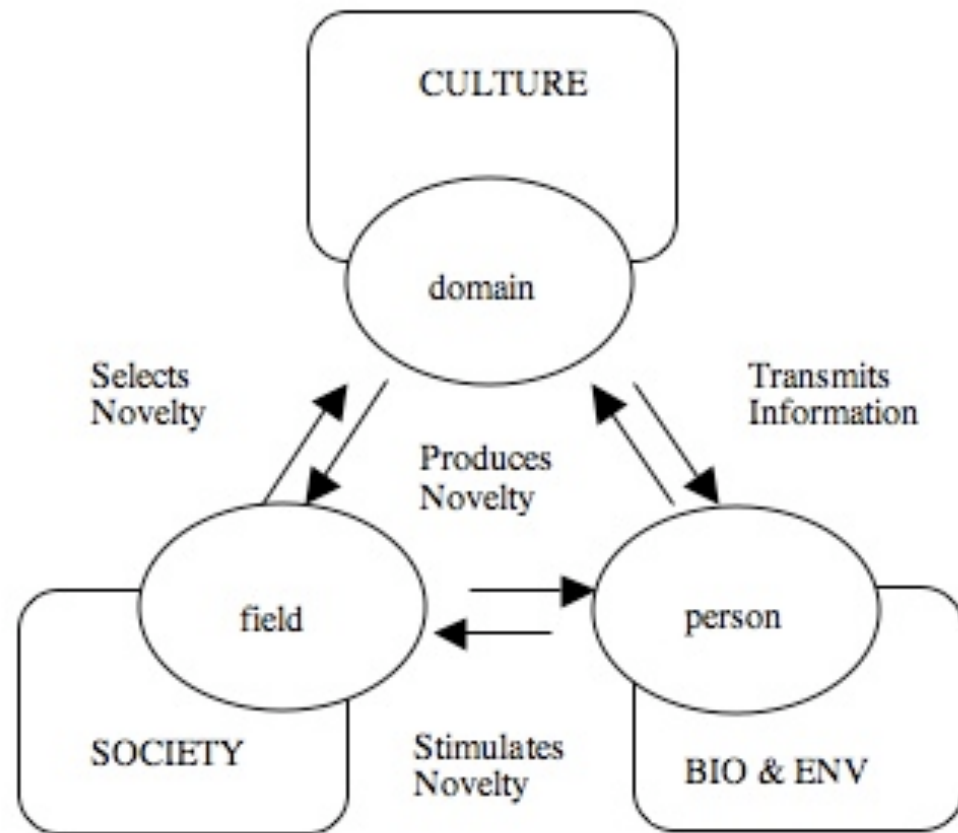 CULTURE
domain
Selects
Novelty
Transmits
Information
Produces
Novelty
field
person
SOCIETY
Stimulates
Novelty
BIO & ENV